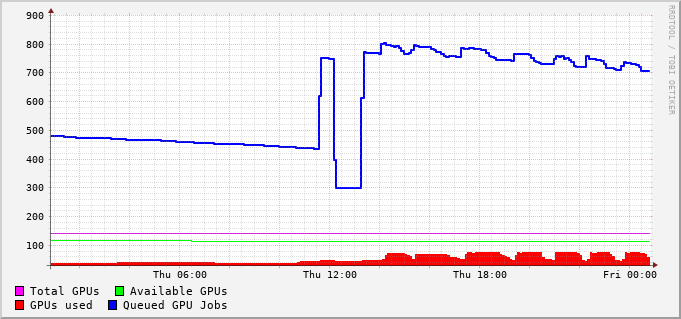 900
800
700
600
500
400
300
200
100
Thu 06:00 Thu 12:00 Thu 18:00 Fri 00:00
Total GPUs Available GPUs
GPUs used Queued GPU Jobs
RRDTOOL / TOBI OETIKER